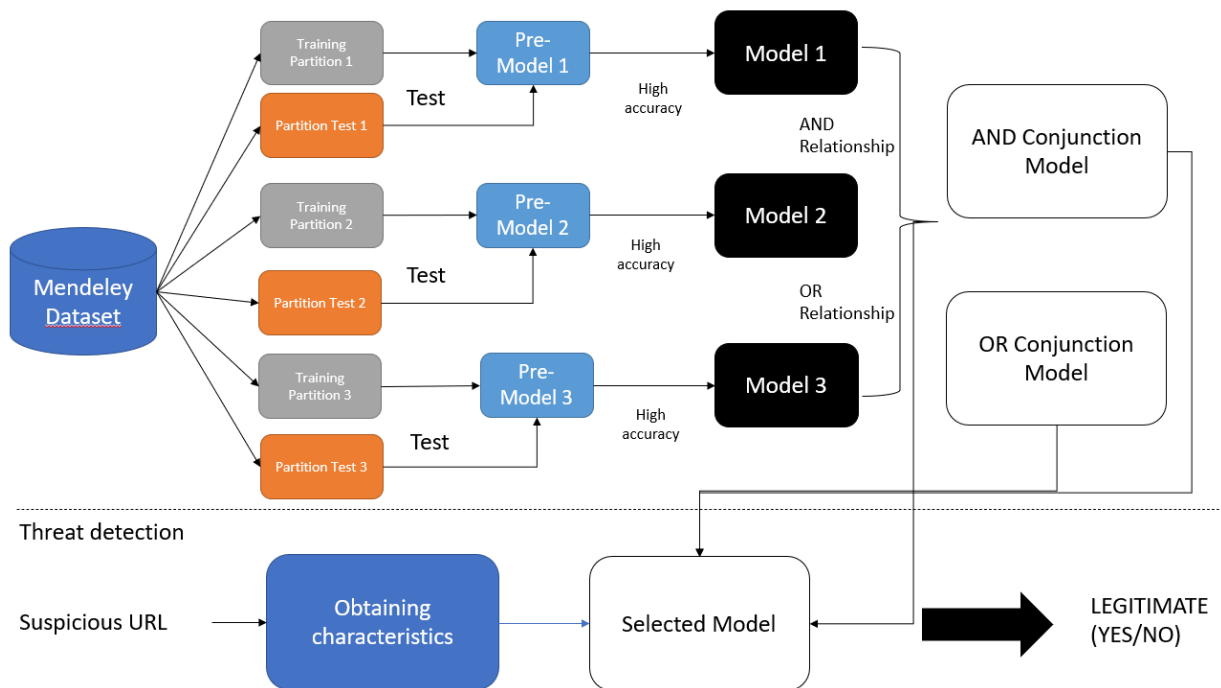 Training
Partition 1
Pre-
Model 1
Model 1
Test
High
accuracy
Partition Test 1
AND
Relationship
AND Conjunction
Model
Training
Partition 2
Pre-
Model 2
Model 2
Test
High
accuracy
Mendeley
Dataset
Partition Test 2
OR
Relationship
OR Conjunction
Model
Training
Partition 3
Pre-
Model 3
Model 3
Test
High
accuracy
Partition Test 3
Threat detection
Suspicious URL
Obtaining
characteristics
Selected Model
LEGITIMATE
(YES/NO)